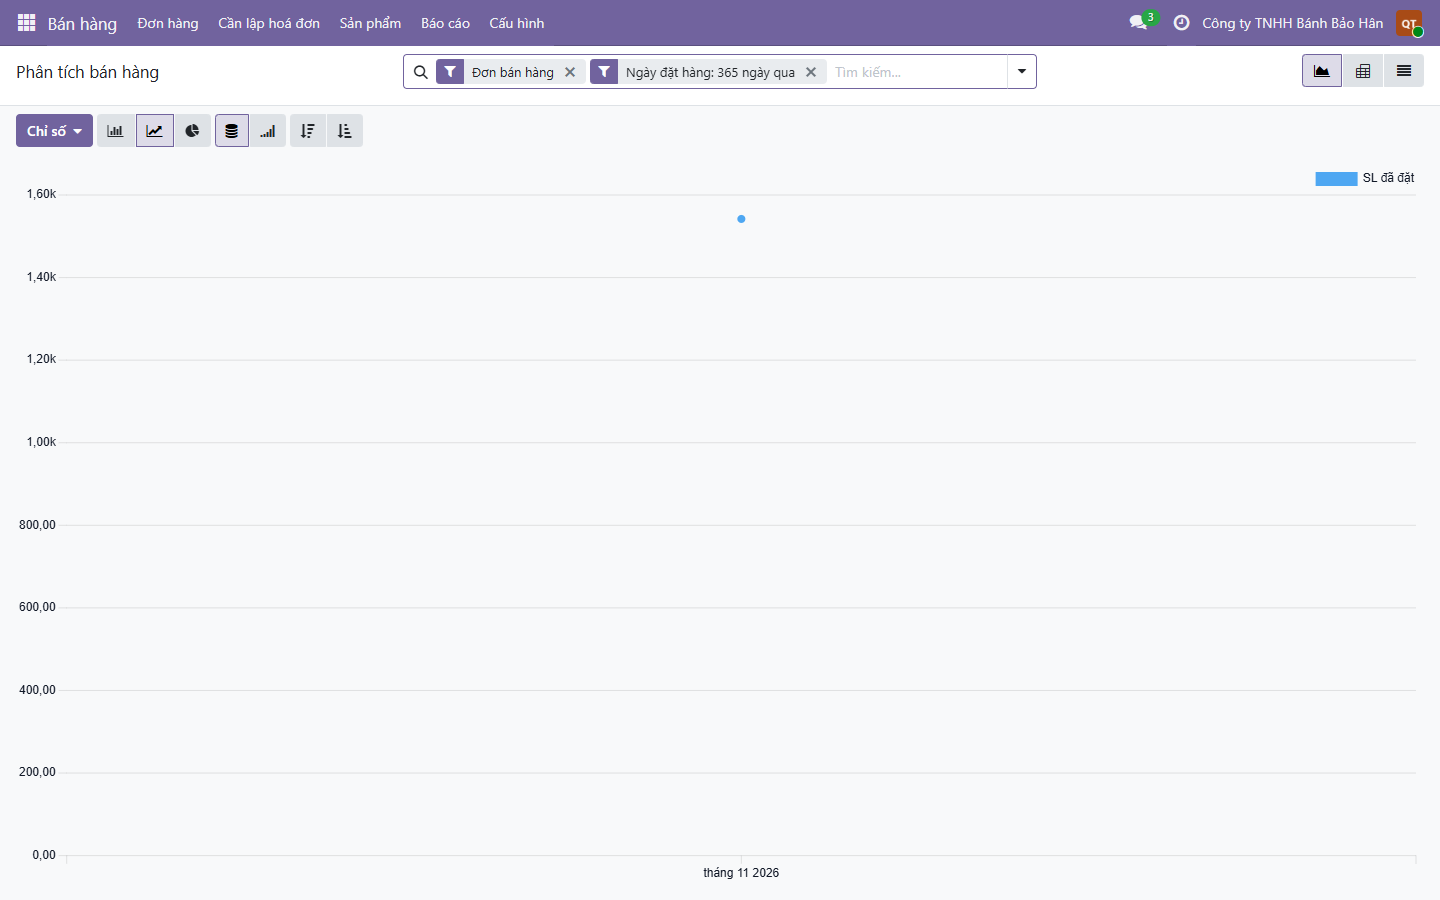 Bán hàng Đơn hàng Cần lập hoá đơn Sản phẩm Báo cáo Cấu hình 3 Công ty TNHH Bánh Bảo Hân QT
Phân tích bán hàng Đơn bán hàng Ngày đặt hàng: 365 ngày qua Tìm kiếm...
Chỉ số
SL đã đặt
1,60k
1,40k
1,20k
1,00k
800,00
600,00
400,00
200,00
0,00
tháng 11 2026